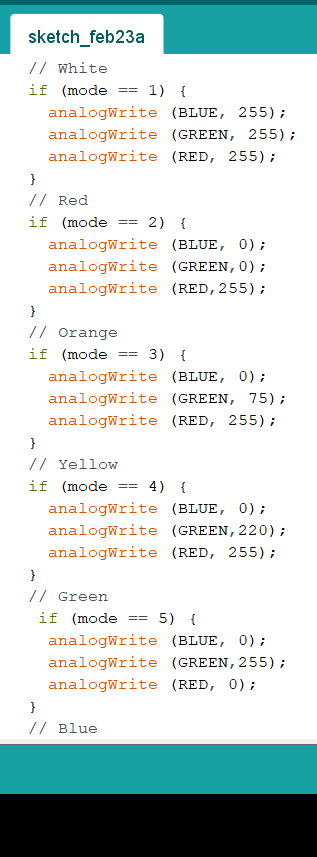 sketch_feb23a
// White
if (mode == 1) {
analogWrite (BLUE, 255);
analogWrite (GREEN, 255);
analogWrite (RED, 255);
}
// Red
if (mode == 2) {
analogWrite (BLUE, 0);
analogWrite (GREEN,0);
analogWrite (RED,255);
}
// Orange
if (mode == 3) {
analogWrite (BLUE, 0);
analogWrite (GREEN, 75);
analogWrite (RED, 255);
}
// Yellow
if (mode == 4) {
analogWrite (BLUE, 0);
analogWrite (GREEN,220);
analogWrite (RED, 255);
}
// Green
if (mode == 5) {
analogWrite (BLUE, 0);
analogWrite (GREEN,255);
analogWrite (RED, 0);
}
// Blue